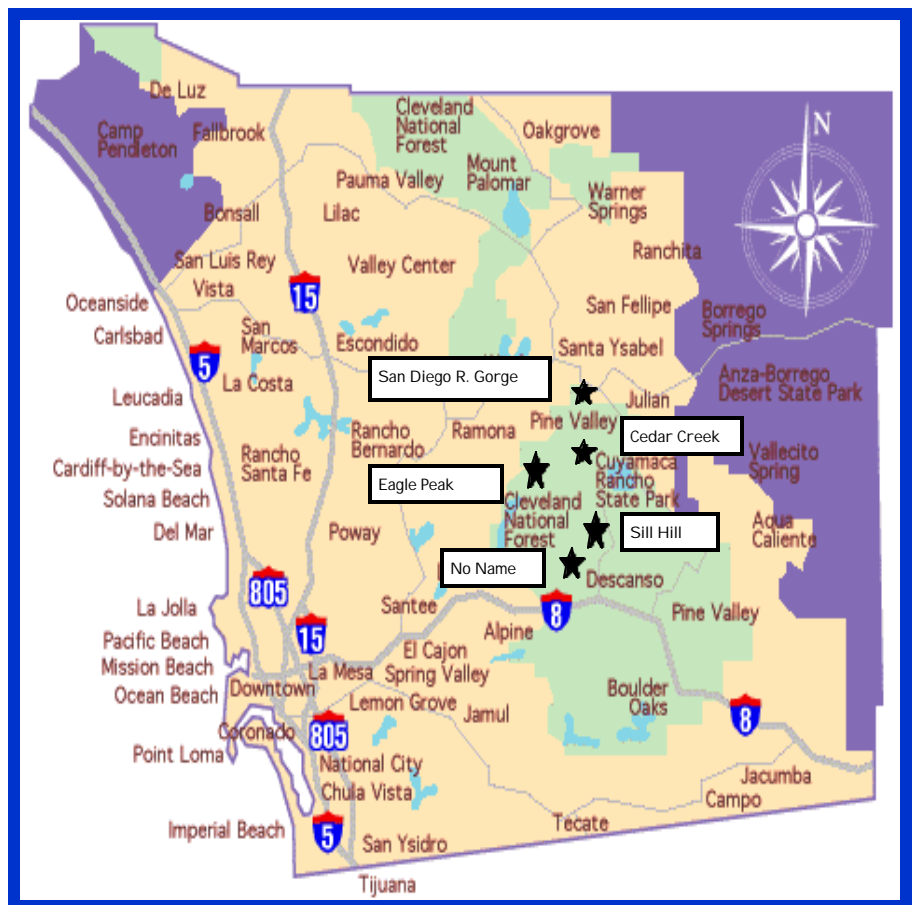 De Luz
Camp
Pendleton
Fallbrook
Cleveland
National
Forest
Oakgrove
N
Mount
Palomar
Pauma Valley
Warner
Springs
Bonsall
Lilac
Ranchita
San Luis Rey
Valley Center
Vista
15
Oceanside
San Fellipe
Borrego
Springs
Carlsbad
San
Marcos
Escondido
Santa Ysabel
5
San Diego R. Gorge
La Costa
Anza-Borrego
Desert State Park
Leucadia
Julian
Pine Valley
Encinitas
Rancho
Bernardo
Ramona
Cedar Creek
Cardiff-by-the-Sea
Rancho
Santa Fe
Cuyamaca
Rancho
State Park
Vallecito
Spring
Eagle Peak
Solana Beach
Cleveland
National
Forest
Del Mar
Poway
Sill Hill
Aqua
Caliente
No Name
805
Descanso
La Jolla
Santee
8
Pine Valley
15
Alpine
Pacific Beach
El Cajon
Mission Beach
La Mesa
Spring Valley
Ocean Beach
Downtown
Lemon Grove
Boulder
Oaks
Jamul
8
Coronado
805
Point Loma
National City
Jacumba
Chula Vista
Campo
Imperial Beach
5
Tecate
San Ysidro
Tijuana